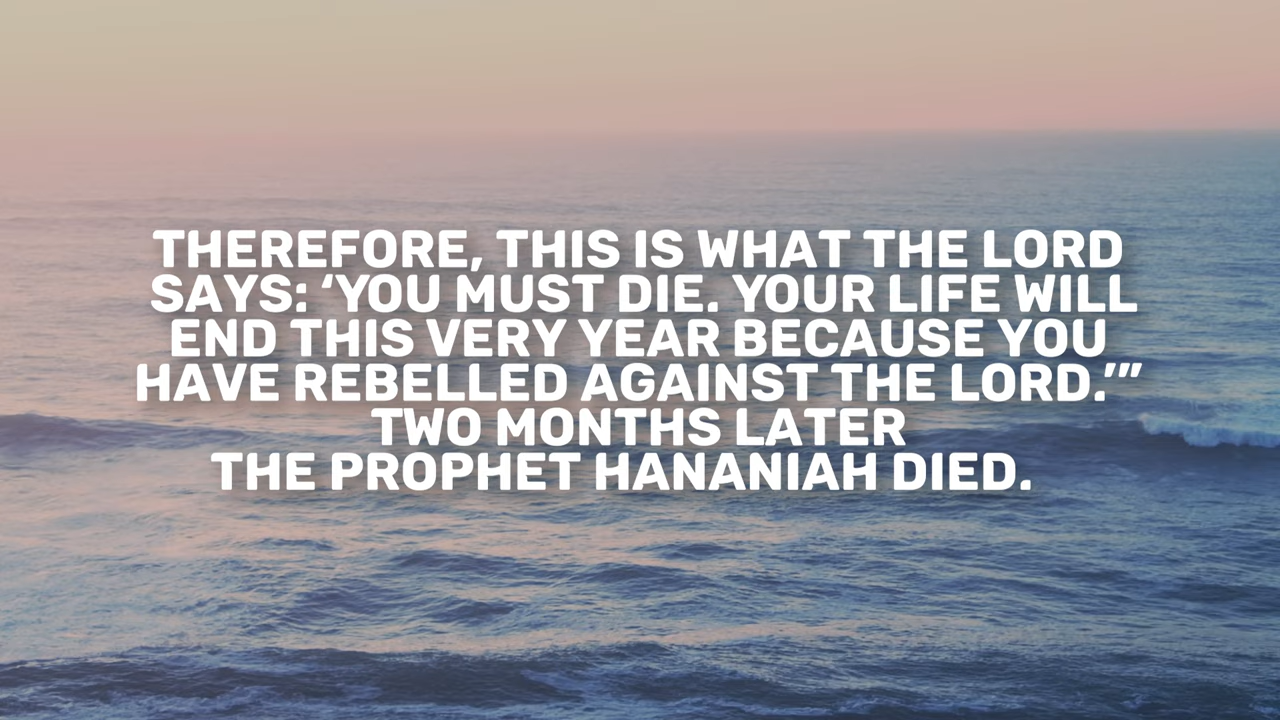 THEREFORE, THIS IS WHAT THE LORD
SAYS: ‘YOU MUST DIE. YOUR LIFE WILL
END THIS VERY YEAR BECAUSE YOU
HAVE REBELLED AGAINST THE LORD.’”
TWO MONTHS LATER
THE PROPHET HANANIAH DIED.